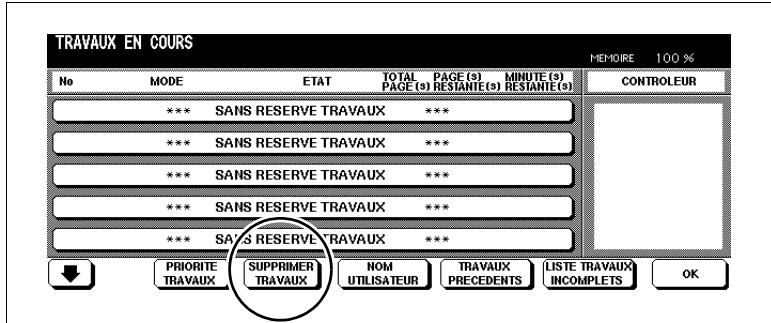 TRAVAUX EN COURS
MEMOIRE 100 %
No MODE ETAT TOTAL PAGE(s) PAGE(s) RESTANTE(s) MINUTE(s) RESTANTE(s) CONTROLEUR
*** SANS RESERVE TRAVAUX ***
*** SANS RESERVE TRAVAUX ***
*** SANS RESERVE TRAVAUX ***
*** SANS RESERVE TRAVAUX ***
*** SANS RESERVE TRAVAUX ***
PRIORITE TRAVAUX
SUPPRIMER TRAVAUX
NOM UTILISATEUR
TRAVAUX PRECEDENTS
LISTE TRAVAUX INCOMPLETS
OK